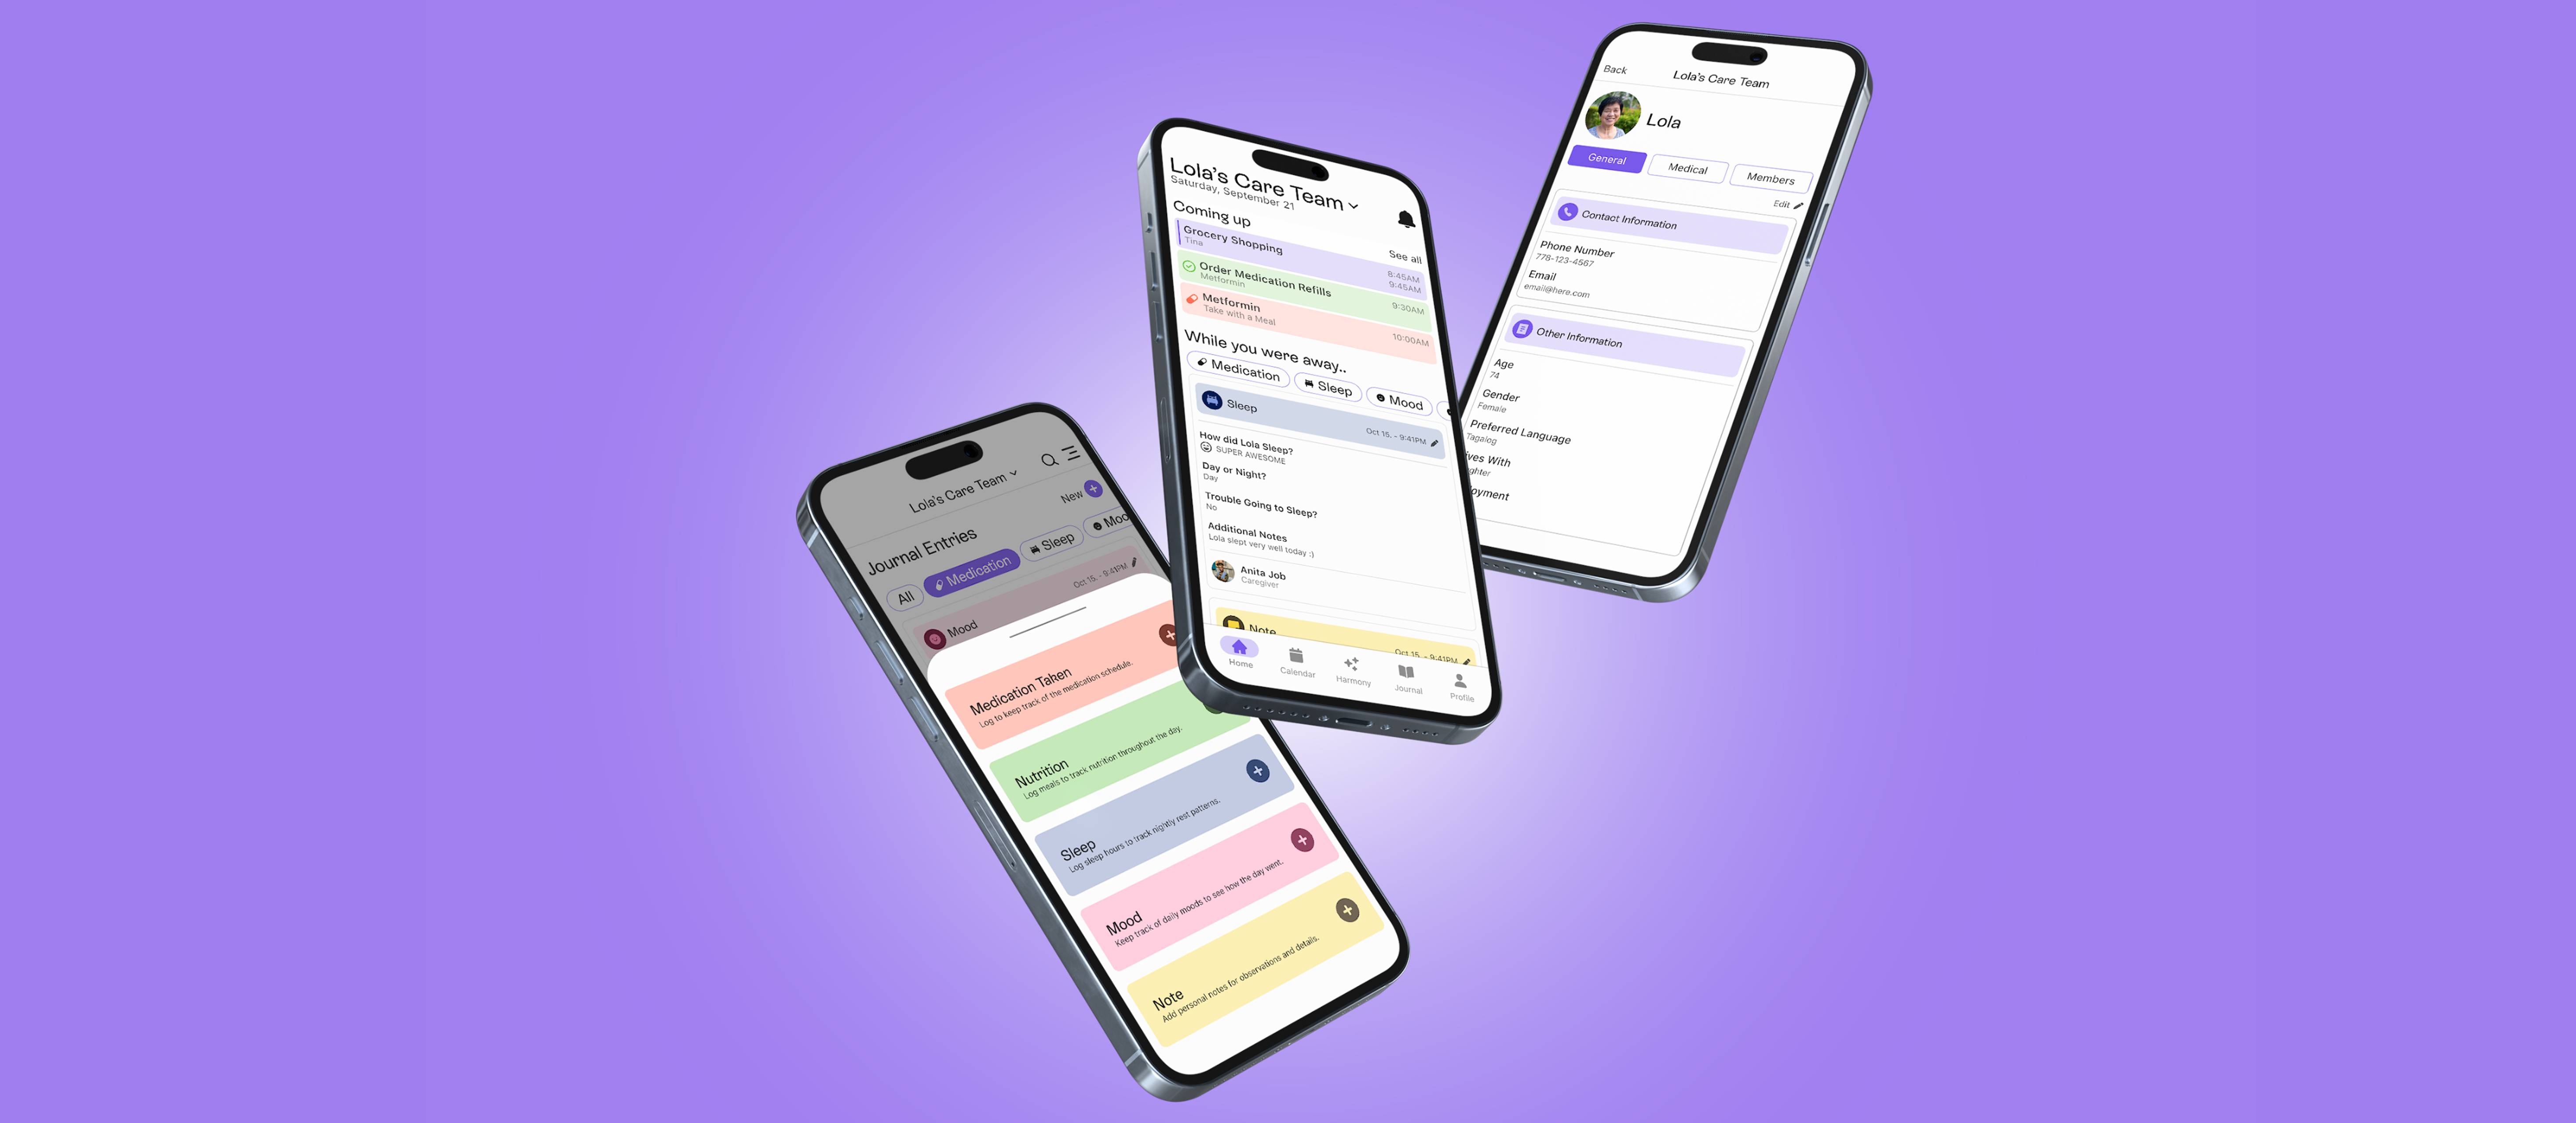 Lola's Care Team
New
Journal Entries
All
Medication
Sleep
Oct 15. - 9:41PM
Mood
Medication Taken
Log to keep track of the medication schedule.
Nutrition
Log meals to track nutrition throughout the day.
Sleep
Log sleep hours to track nightly rest patterns.
Mood
Keep track of daily moods to see how the day went.
Note
Add personal notes for observations and details.
Lola's Care Team
Saturday, September 21
Coming up
See all
Grocery Shopping
Tina
8:45AM
9:45AM
Order Medication Refills
Metformin
9:30AM
Metformin
Take with a Meal
10:00AM
While you were away..
Medication
Sleep
Mood
Sleep
Oct 15. - 9:41PM
How did Lola Sleep?
SUPER AWESOME
Day or Night?
Day
Trouble Going to Sleep?
No
Additional Notes
Lola slept very well today :)
Anita Job
Caregiver
Note
Oct 15. - 9:41PM
Home
Calendar
Harmony
Journal
Profile
Back
Lola's Care Team
Lola
General
Medical
Members
Edit
Contact Information
Phone Number
778-123-4567
Email
email@here.com
Other Information
Age
74
Gender
Female
Preferred Language
Tagalog
With